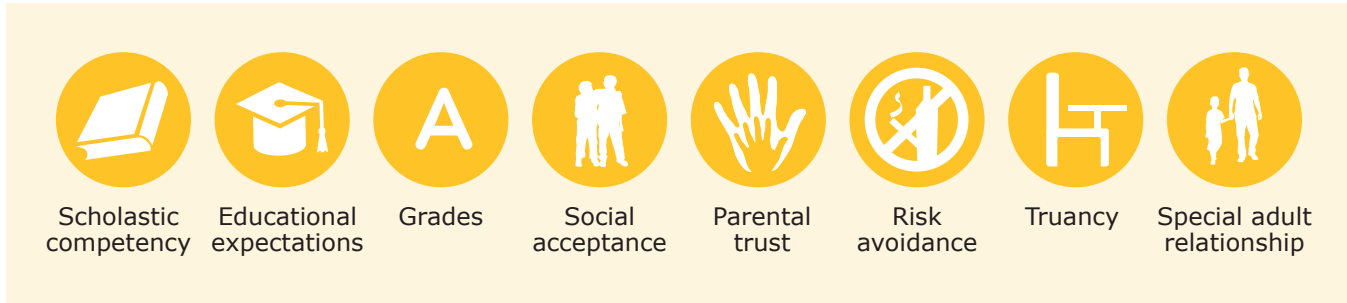 A
Scholastic
competency
Educational
expectations
Grades
Social
acceptance
Parental
trust
Risk
avoidance
Truancy
Special adult
relationship